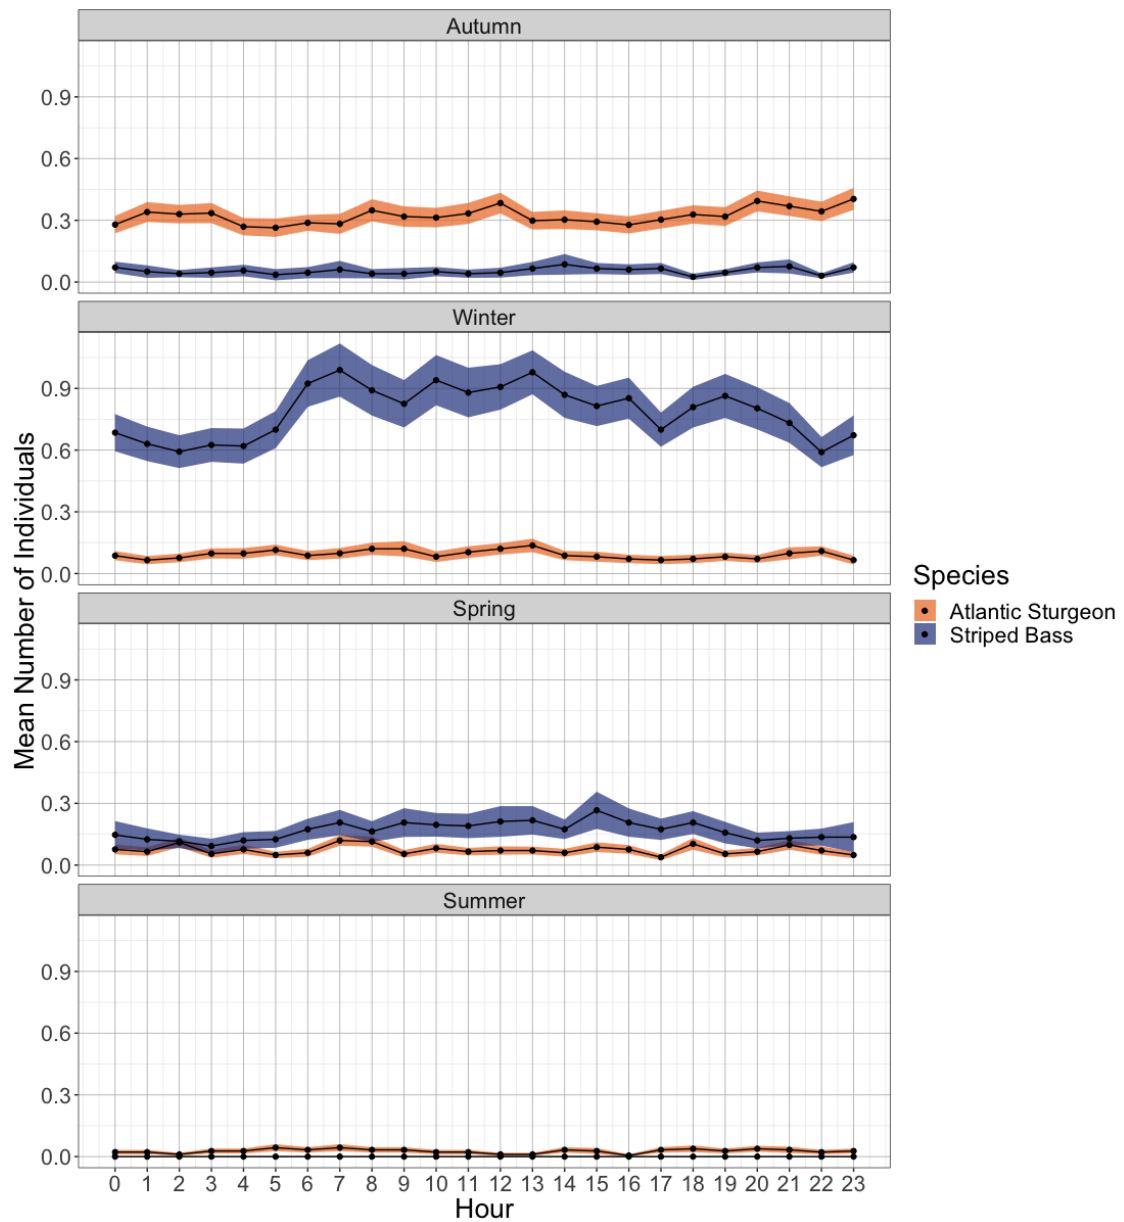 Autumn
0.9
0.6
0.3
0.0
Winter
0.9
0.6
0.3
0.0
Mean Number of Individuals
Spring
0.9
0.6
0.3
0.0
Summer
0.9
0.6
0.3
0.0
0 1 2 3 4 5 6 7 8 9 10 11 12 13 14 15 16 17 18 19 20 21 22 23
Hour
Species
Atlantic Sturgeon
Striped Bass